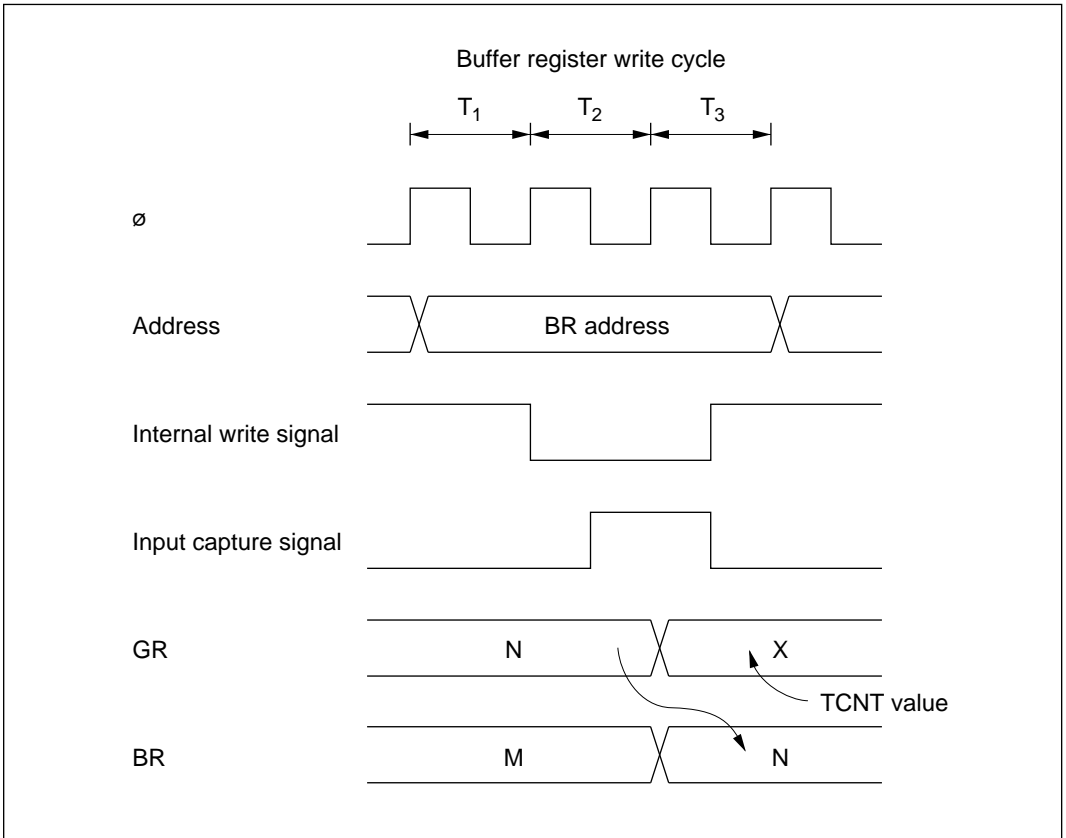 Buffer register write cycle
T1 T2 T3
ø
Address BR address
Internal write signal
Input capture signal
GR N X
TCNT value
BR M N